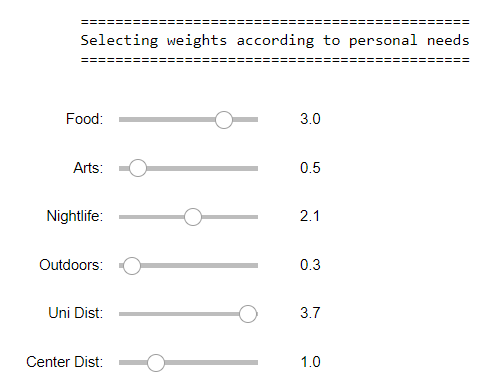 =============================================
Selecting weights according to personal needs
=============================================
Food: 3.0
Arts: 0.5
Nightlife: 2.1
Outdoors: 0.3
Uni Dist: 3.7
Center Dist: 1.0